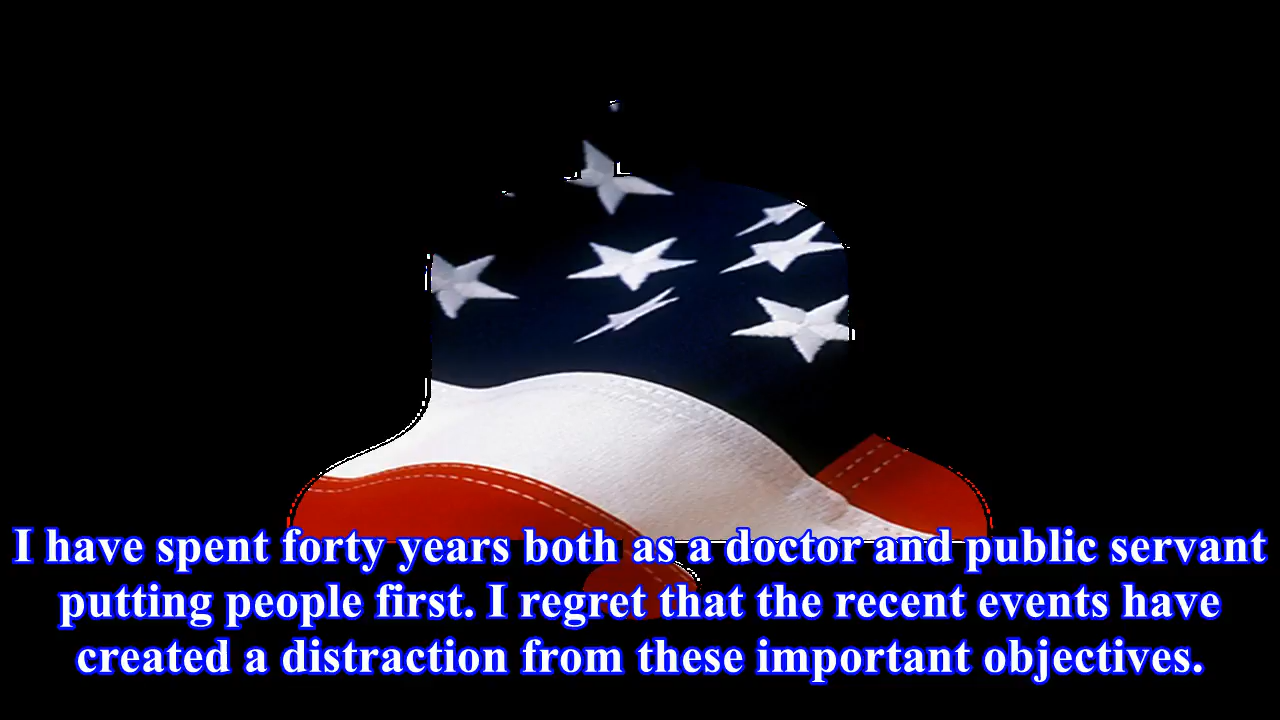 I have spent forty years both as a doctor and public servant
putting people first. I regret that the recent events have
created a distraction from these important objectives.